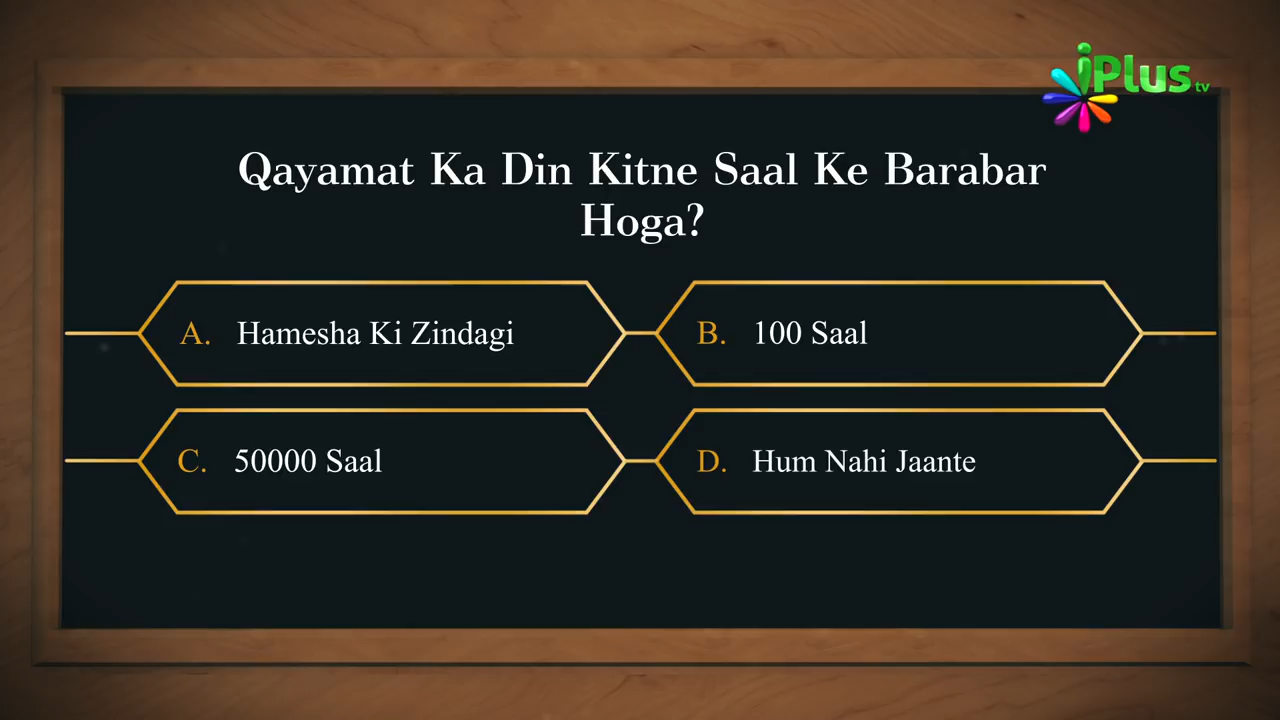 iPlus tv
Qayamat Ka Din Kitne Saal Ke Barabar
Hoga?
A. Hamesha Ki Zindagi
B. 100 Saal
C. 50000 Saal
D. Hum Nahi Jaante